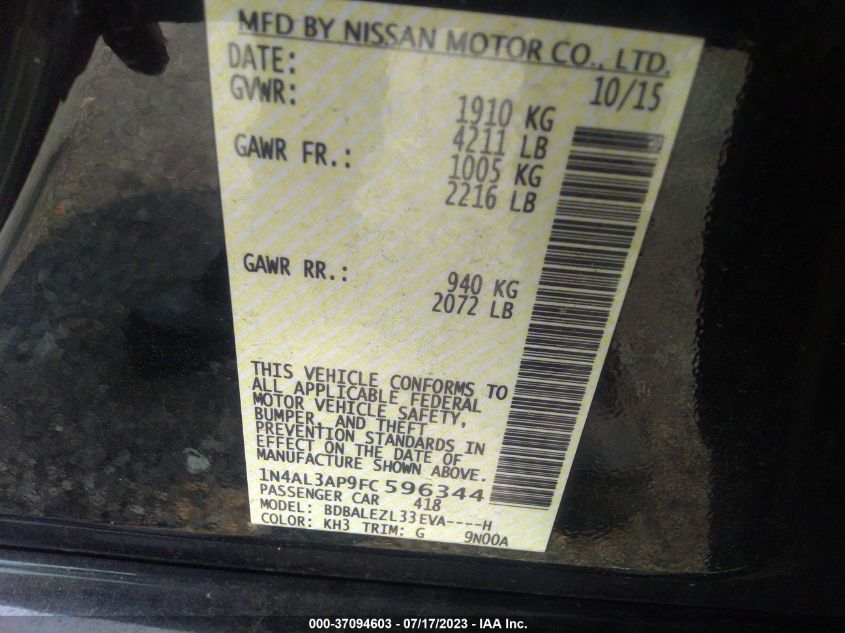 MFD BY NISSAN MOTOR CO., LTD.
DATE: 10/15
GVWR: 1910 KG
4211 LB
GAWR FR.: 1005 KG
2216 LB
GAWR RR.: 940 KG
2072 LB
THIS VEHICLE CONFORMS TO
ALL APPLICABLE FEDERAL
MOTOR VEHICLE SAFETY,
BUMPER, AND THEFT
PREVENTION STANDARDS IN
EFFECT ON THE DATE OF
MANUFACTURE SHOWN ABOVE.
1N4AL3AP9FC596344
PASSENGER CAR 418
MODEL: BDBALEZL33EVA----H
COLOR: KH3 TRIM: G 9N00A
000-37094603 - 07/17/2023 - IAA Inc.